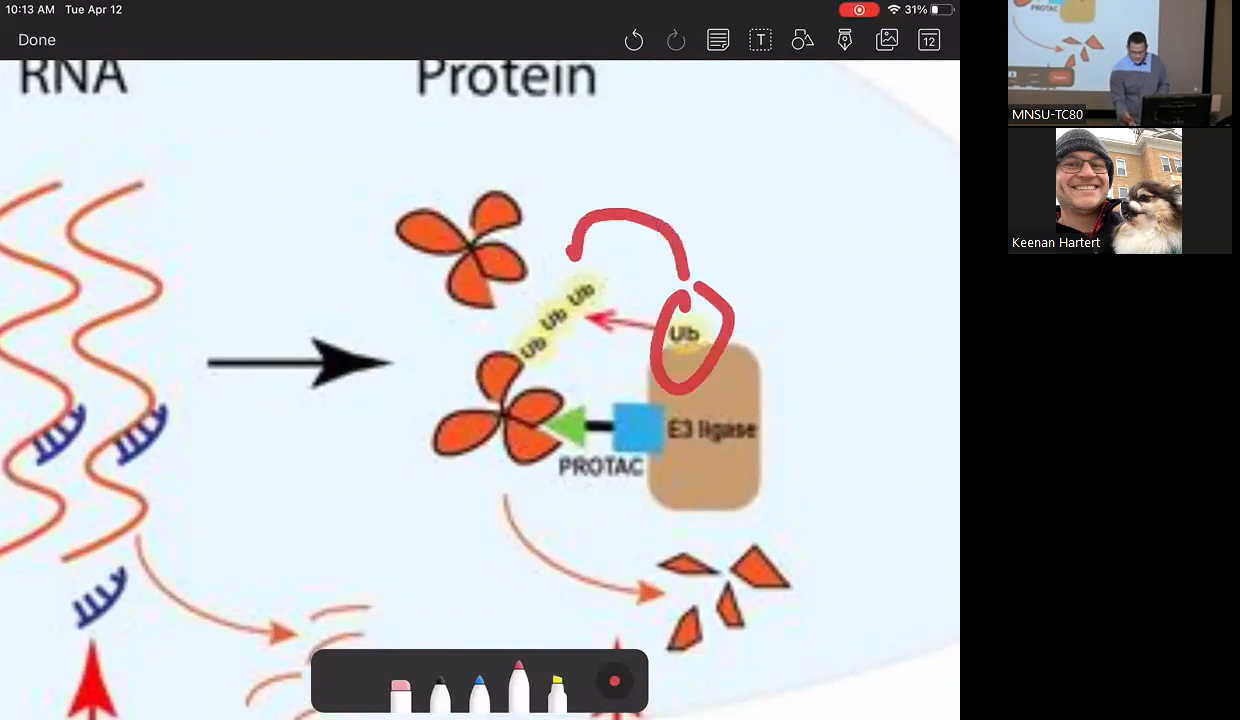 10:13 AM Tue Apr 12
31%
Done
T
12
RNA
Protein
Ub
Ub
Ub
Ub
E3 ligase
PROTAC
PROTAC
MNSU-TC80
Keenan Hartert